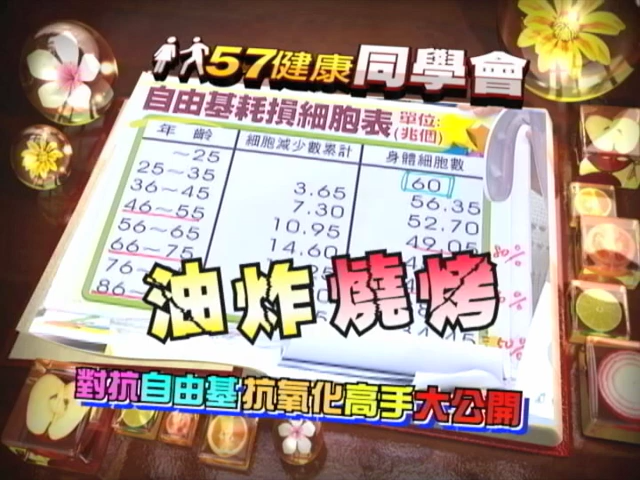 57健康同學會
自由基耗損細胞表 單位:(兆個)
年齡 細胞減少數累計 身體細胞數
～25 60
25～35 3.65 56.35
36～45 7.30 52.70
46～55 10.95 49.05
56～65 14.60
66～75
76～
86～
80%
50%
油炸燒烤
對抗自由基 抗氧化高手大公開